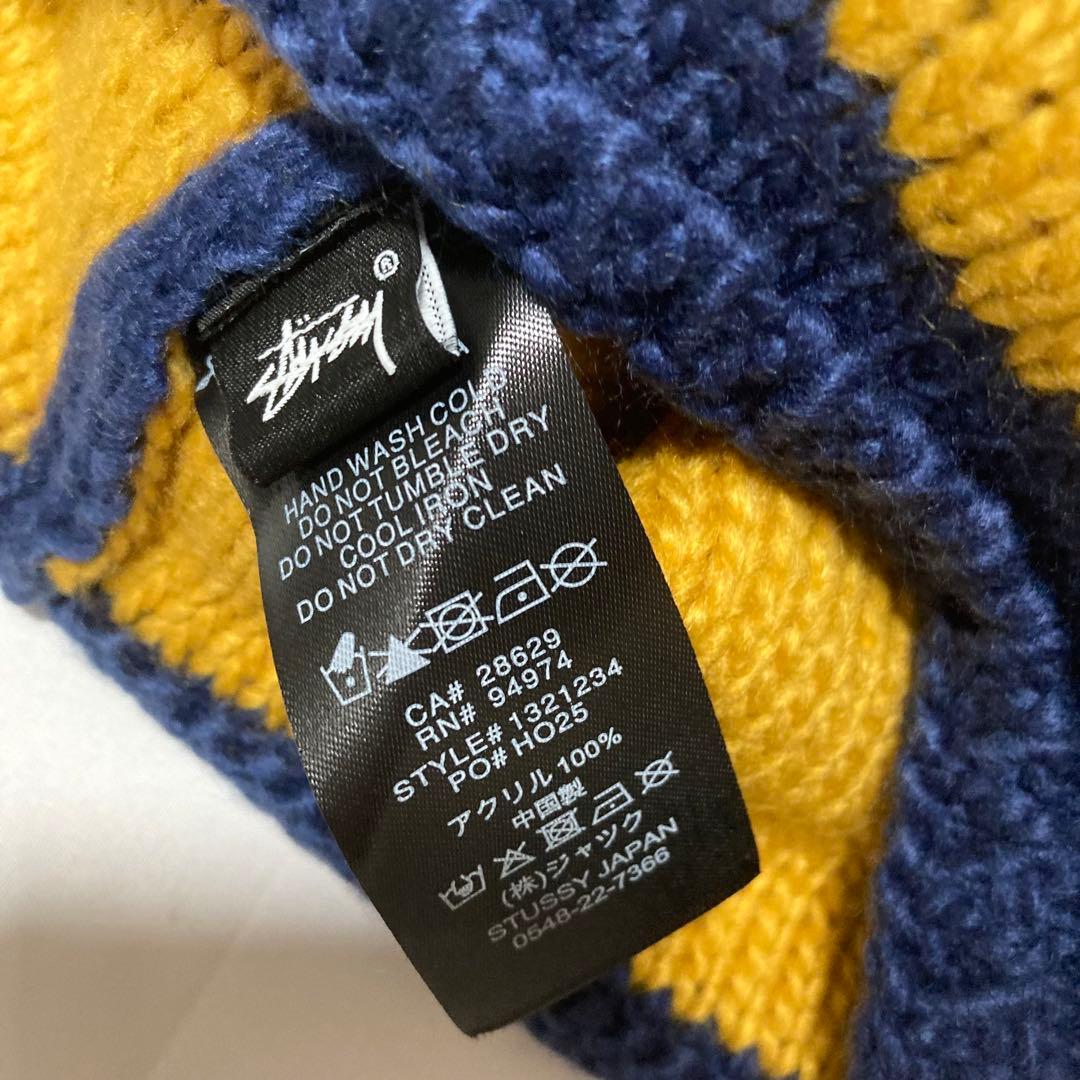 Stüssy ®
HAND WASH COLD
DO NOT BLEACH
DO NOT TUMBLE DRY
COOL IRON
DO NOT DRY CLEAN
CA# 28629
RN# 94974
STYLE# 1321234
PO# HO25
アクリル 100%
中国製
(株)ジャック
STUSSY JAPAN
0548-22-7366